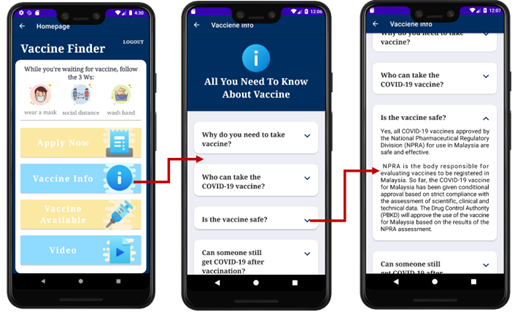 4:30
Homepage
LOGOUT
Vaccine Finder
While you're waiting for vaccine, follow
the 3 Ws:
wear a mask
social distance
wash hand
Apply Now
Vaccine Info
Vaccine
Available
Video
12:06
Vacciene Info
All You Need To Know
About Vaccine
Why do you need to take
vaccine?
Who can take the
COVID-19 vaccine?
Is the vaccine safe?
Can someone still
get COVID-19 after
vaccination?
12:07
Vacciene Info
Why do you need to take
vaccine?
Who can take the
COVID-19 vaccine?
Is the vaccine safe?
Yes, all COVID-19 vaccines approved by
the National Pharmaceutical Regulatory
Division (NPRA) for use in Malaysia are
safe and effective.
NPRA is the body responsible for
evaluating vaccines to be registered in
Malaysia. So far, the COVID-19 vaccine
for Malaysia has been given conditional
approval based on strict compliance with
the assessment of scientific, clinical and
technical data. The Drug Control Authority
(PBKD) will approve the use of the vaccine
for Malaysia based on the results of the
NPRA assessment.
Can someone still
get COVID-19 after